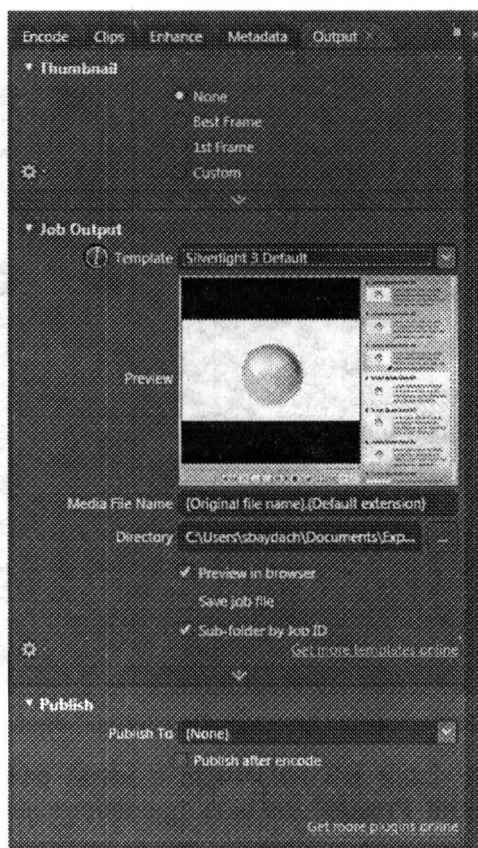 Encode Clips Enhance Metadata Output ×
Thumbnail
None
Best Frame
1st Frame
Custom
Job Output
Template Silverlight 3 Default
Preview
Media File Name {Original file name}.{Default extension}
Directory C:\Users\sbaydach\Documents\Exp... ...
Preview in browser
Save job file
Sub-folder by Job ID
Get more templates online
Publish
Publish To (None)
Publish after encode
Get more plugins online